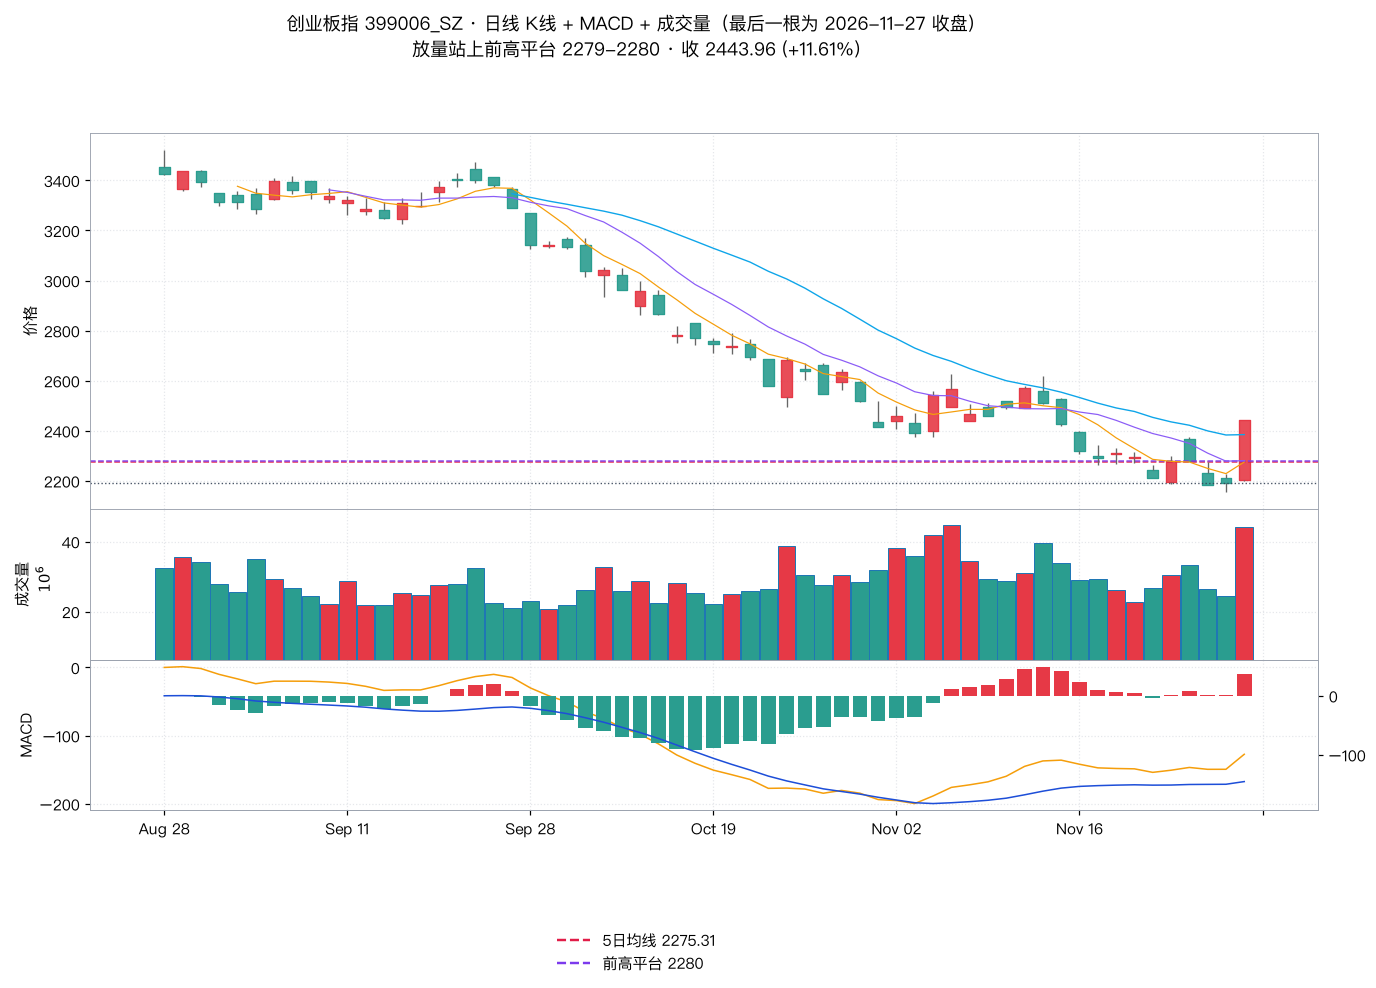 创业板指 399006_SZ · 日线 K线 + MACD + 成交量（最后一根为 2026−11−27 收盘）
放量站上前高平台 2279−2280 · 收 2443.96 (+11.61%)
价格
3400
3200
3000
2800
2600
2400
2200
成交量
10⁶
40
20
MACD
0
−100
−200
0
−100
Aug 28
Sep 11
Sep 28
Oct 19
Nov 02
Nov 16
5日均线 2275.31
前高平台 2280